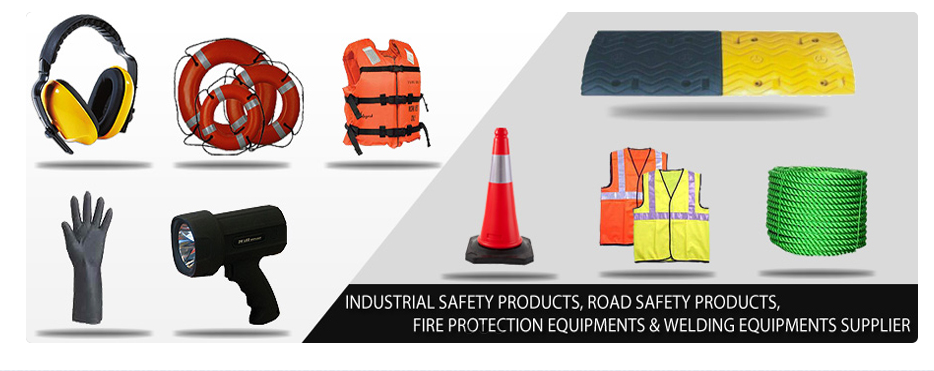 INDUSTRIAL SAFETY PRODUCTS, ROAD SAFETY PRODUCTS,
FIRE PROTECTION EQUIPMENTS & WELDING EQUIPMENTS SUPPLIER